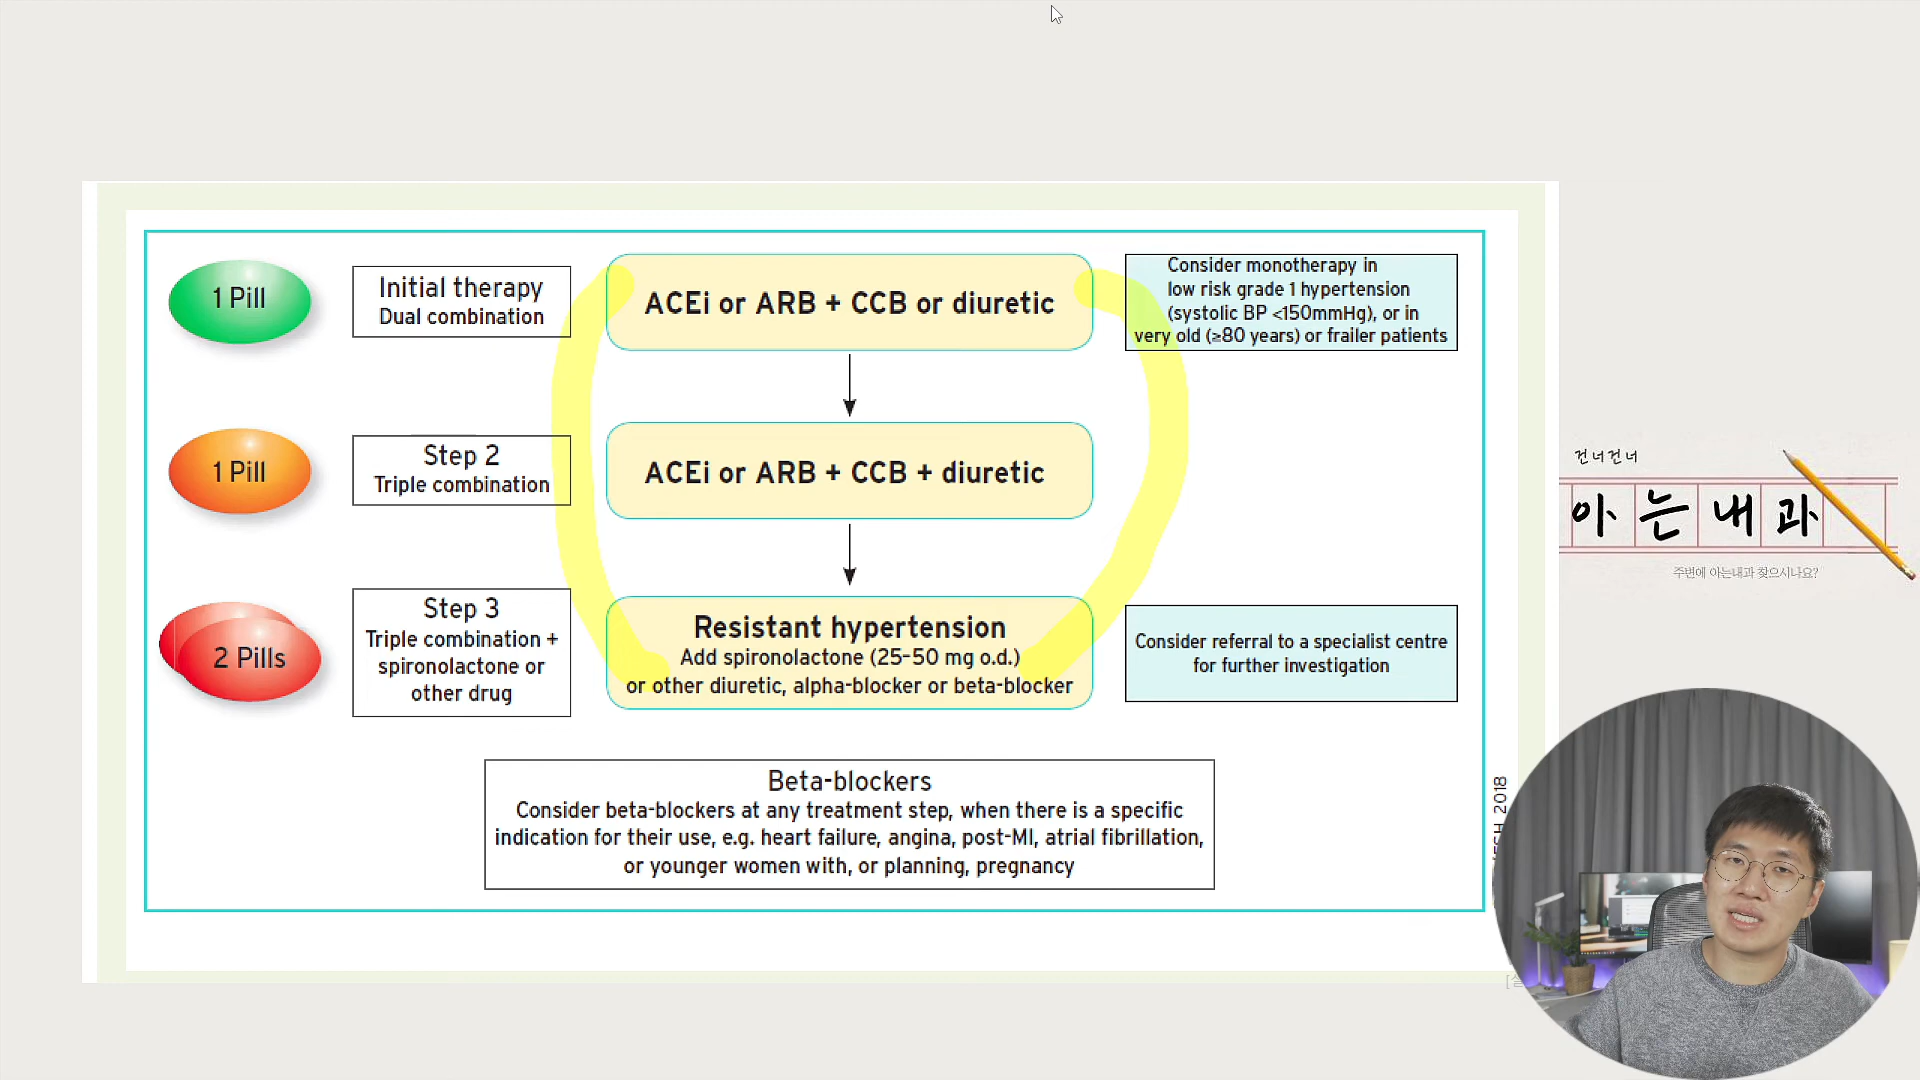 1 Pill
Initial therapy
Dual combination
ACEi or ARB + CCB or diuretic
Consider monotherapy in
low risk grade 1 hypertension
(systolic BP <150mmHg), or in
very old (≥80 years) or frailer patients
1 Pill
Step 2
Triple combination
ACEi or ARB + CCB + diuretic
2 Pills
Step 3
Triple combination +
spironolactone or
other drug
Resistant hypertension
Add spironolactone (25–50 mg o.d.)
or other diuretic, alpha-blocker or beta-blocker
Consider referral to a specialist centre
for further investigation
Beta-blockers
Consider beta-blockers at any treatment step, when there is a specific
indication for their use, e.g. heart failure, angina, post-MI, atrial fibrillation,
or younger women with, or planning, pregnancy
2018
건너건너
아는내과
주변에 아는내과 찾으시나요?